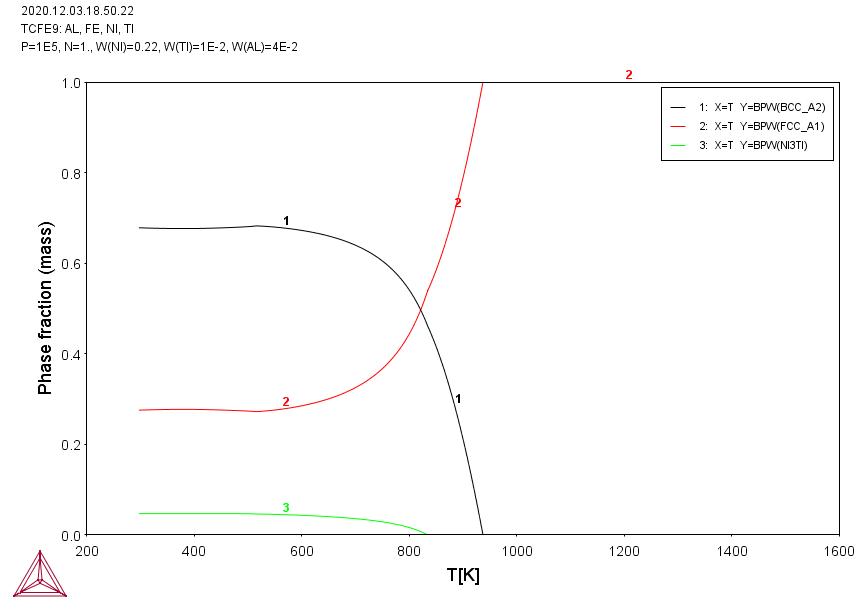 2020.12.03.18.50.22
TCFE9: AL, FE, NI, TI
P=1E5, N=1., W(NI)=0.22, W(TI)=1E-2, W(AL)=4E-2
2
1.0
1: X=T Y=BPW(BCC_A2)
2: X=T Y=BPW(FCC_A1)
3: X=T Y=BPW(NI3TI)
0.8
2
1
0.6
Phase fraction (mass)
0.4
2
1
0.2
3
0.0
200 400 600 800 1000 1200 1400 1600
T[K]